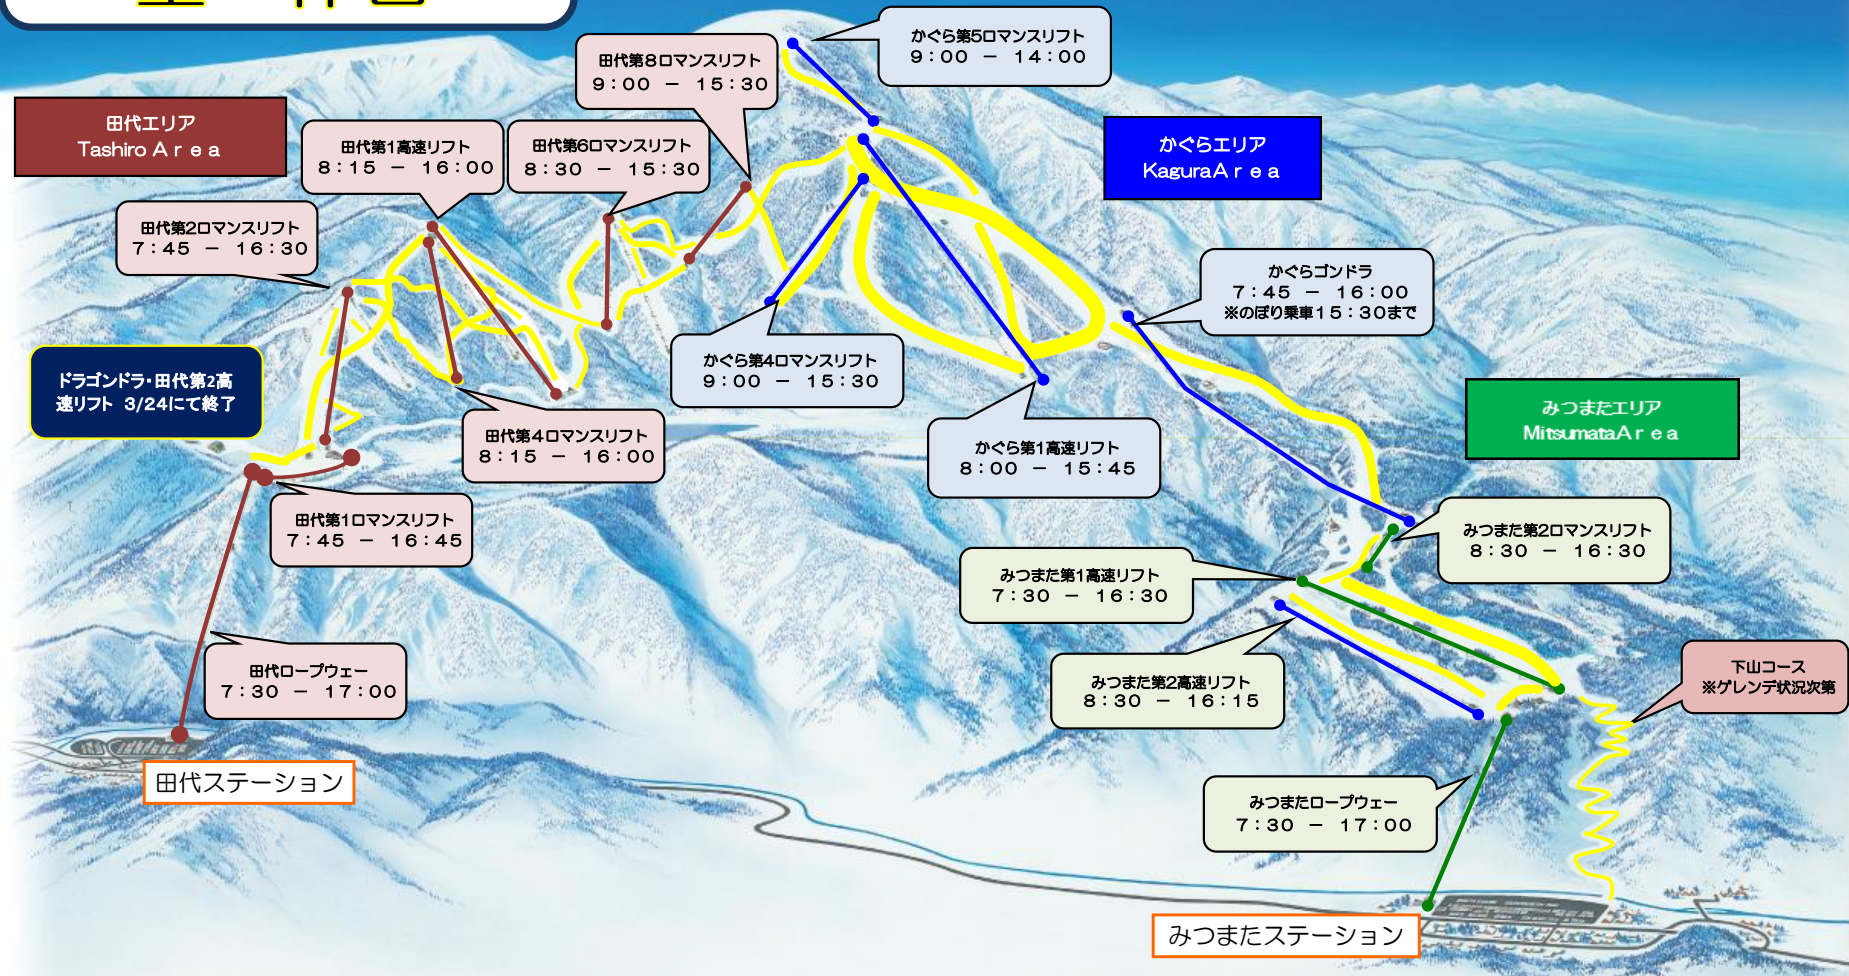 田代エリア
Tashiro Area
田代第8ロマンスリフト
9:00 － 15:30
かぐら第5ロマンスリフト
9:00 － 14:00
田代第1高速リフト
8:15 － 16:00
田代第6ロマンスリフト
8:30 － 15:30
かぐらエリア
KaguraArea
田代第2ロマンスリフト
7:45 － 16:30
かぐらゴンドラ
7:45 － 16:00
※のぼり乗車15:30まで
ドラゴンドラ・田代第2高
速リフト 3/24にて終了
かぐら第4ロマンスリフト
9:00 － 15:30
みつまたエリア
MitsumataArea
田代第4ロマンスリフト
8:15 － 16:00
かぐら第1高速リフト
8:00 － 15:45
田代第1ロマンスリフト
7:45 － 16:45
みつまた第2ロマンスリフト
8:30 － 16:30
みつまた第1高速リフト
7:30 － 16:30
田代ロープウェー
7:30 － 17:00
みつまた第2高速リフト
8:30 － 16:15
下山コース
※ゲレンデ状況次第
田代ステーション
みつまたロープウェー
7:30 － 17:00
みつまたステーション